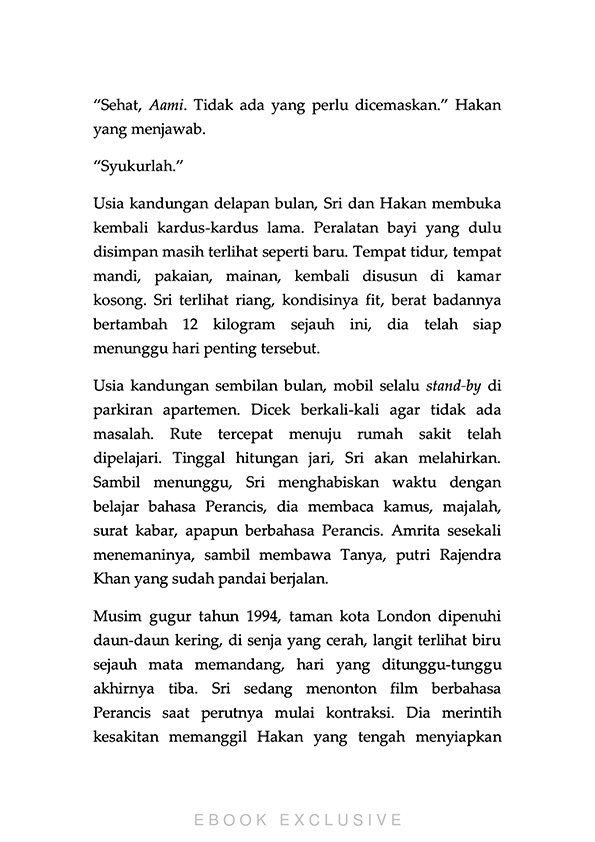 “Sehat, Aami. Tidak ada yang perlu dicemaskan.” Hakan
yang menjawab.
“Syukurlah.”
Usia kandungan delapan bulan, Sri dan Hakan membuka
kembali kardus-kardus lama. Peralatan bayi yang dulu
disimpan masih terlihat seperti baru. Tempat tidur, tempat
mandi, pakaian, mainan, kembali disusun di kamar
kosong. Sri terlihat riang, kondisinya fit, berat badannya
bertambah 12 kilogram sejauh ini, dia telah siap
menunggu hari penting tersebut.
Usia kandungan sembilan bulan, mobil selalu stand-by di
parkiran apartemen. Dicek berkali-kali agar tidak ada
masalah. Rute tercepat menuju rumah sakit telah
dipelajari. Tinggal hitungan jari, Sri akan melahirkan.
Sambil menunggu, Sri menghabiskan waktu dengan
belajar bahasa Perancis, dia membaca kamus, majalah,
surat kabar, apapun berbahasa Perancis. Amrita sesekali
menemaninya, sambil membawa Tanya, putri Rajendra
Khan yang sudah pandai berjalan.
Musim gugur tahun 1994, taman kota London dipenuhi
daun-daun kering, di senja yang cerah, langit terlihat biru
sejauh mata memandang, hari yang ditunggu-tunggu
akhirnya tiba. Sri sedang menonton film berbahasa
Perancis saat perutnya mulai kontraksi. Dia merintih
kesakitan memanggil Hakan yang tengah menyiapkan
EBOOK EXCLUSIVE